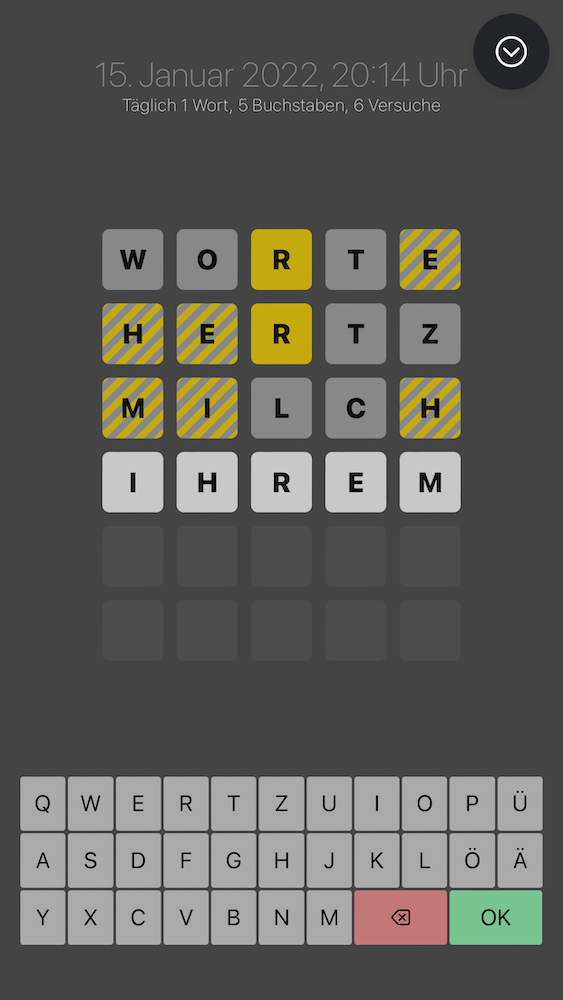 15. Januar 2022, 20:14 Uhr
Täglich 1 Wort, 5 Buchstaben, 6 Versuche
W O R T E
H E R T Z
M I L C H
I H R E M
Q W E R T Z U I O P Ü
A S D F G H J K L Ö Ä
Y X C V B N M OK